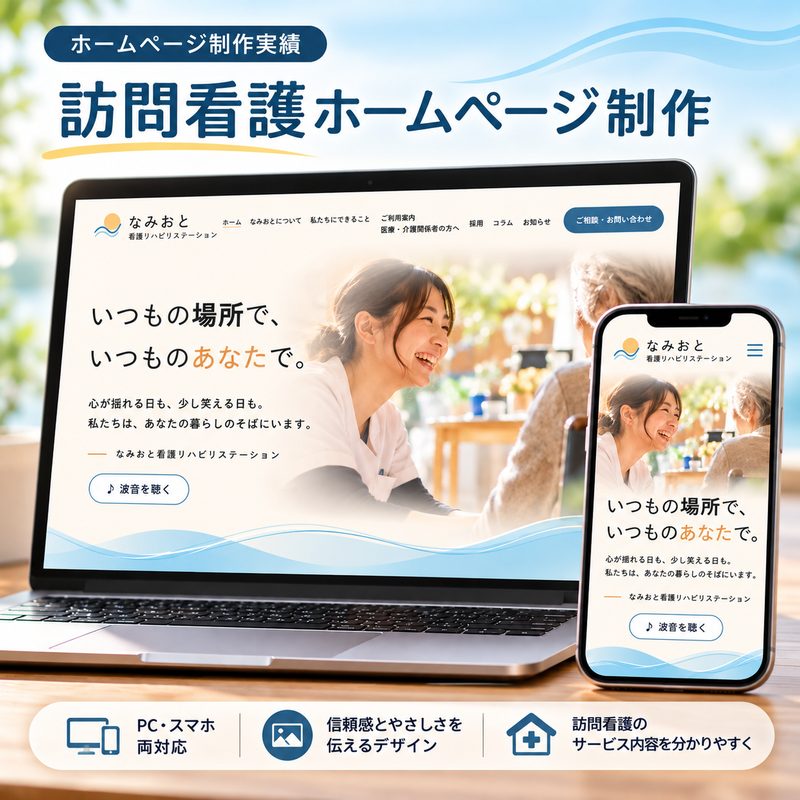 ホームページ制作実績
訪問看護ホームページ制作
なみおと
看護リハビリステーション
ホーム
なみおとについて
私たちにできること
ご利用案内
医療・介護関係者の方へ
採用
コラム
お知らせ
ご相談・お問い合わせ
いつもの場所で、
いつものあなたで。
心が揺れる日も、少し笑える日も。
私たちは、あなたの暮らしのそばにいます。
なみおと看護リハビリステーション
♪ 波音を聴く
なみおと
看護リハビリステーション
いつもの場所で、
いつものあなたで。
心が揺れる日も、少し笑える日も。
私たちは、あなたの暮らしのそばにいます。
なみおと看護リハビリステーション
♪ 波音を聴く
PC・スマホ
両対応
信頼感とやさしさを
伝えるデザイン
訪問看護の
サービス内容を分かりやすく